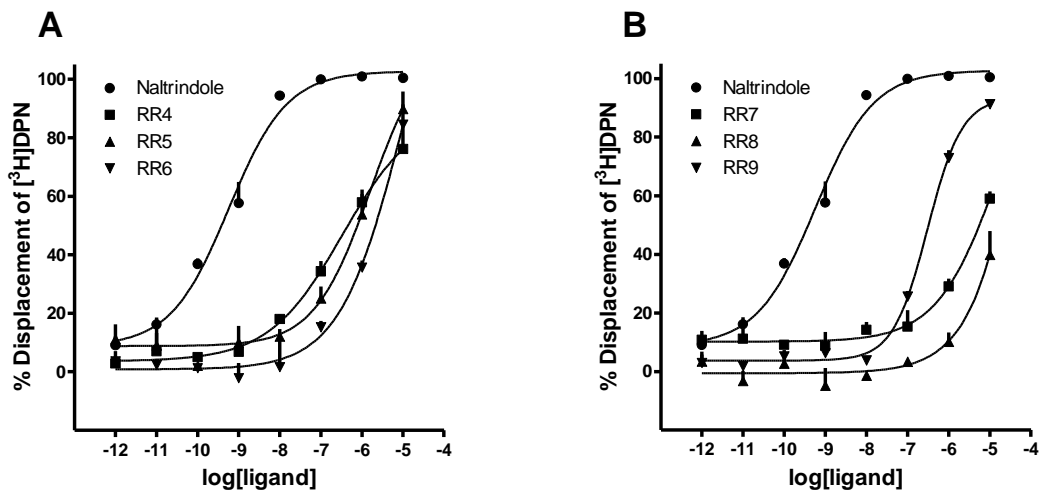 A
% Displacement of [³H]DPN
100
80
60
40
20
0
Naltrindole
RR4
RR5
RR6
-12 -11 -10 -9 -8 -7 -6 -5 -4
log[ligand]
B
% Displacement of [³H]DPN
100
80
60
40
20
0
Naltrindole
RR7
RR8
RR9
-12 -11 -10 -9 -8 -7 -6 -5 -4
log[ligand]